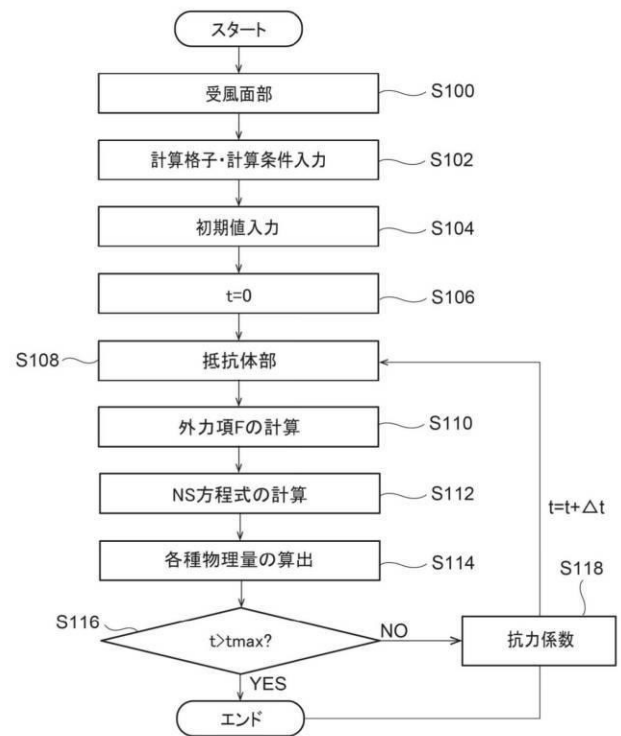 スタート
受風面部
S100
計算格子・計算条件入力
S102
初期値入力
S104
t=0
S106
S108
抵抗体部
外力項Fの計算
S110
NS方程式の計算
S112
t=t+△t
各種物理量の算出
S114
S118
S116
t>tmax?
NO
抗力係数
YES
エンド